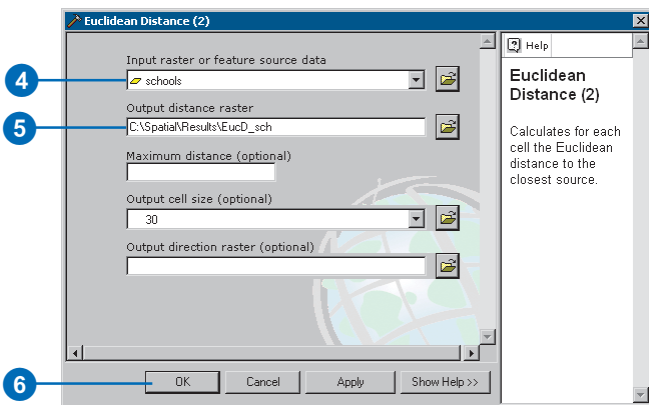 Euclidean Distance (2)
Input raster or feature source data
4
schools
Output distance raster
5
C:\Spatial\Results\EucD_sch
Maximum distance (optional)
Output cell size (optional)
30
Output direction raster (optional)
6
OK
Cancel
Apply
Show Help >>
Help
Euclidean
Distance (2)
Calculates for each
cell the Euclidean
distance to the
closest source.